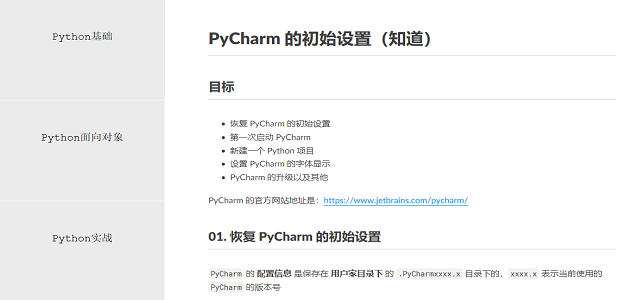 Python基础
Python面向对象
Python实战
PyCharm 的初始设置（知道）
目标
恢复 PyCharm 的初始设置
第一次启动 PyCharm
新建一个 Python 项目
设置 PyCharm 的字体显示
PyCharm 的升级以及其他
PyCharm 的官方网站地址是：https://www.jetbrains.com/pycharm/
01. 恢复 PyCharm 的初始设置
PyCharm 的 配置信息 是保存在 用户家目录下 的 .PyCharmxxxx.x 目录下的，xxxx.x 表示当前使用的
PyCharm 的版本号